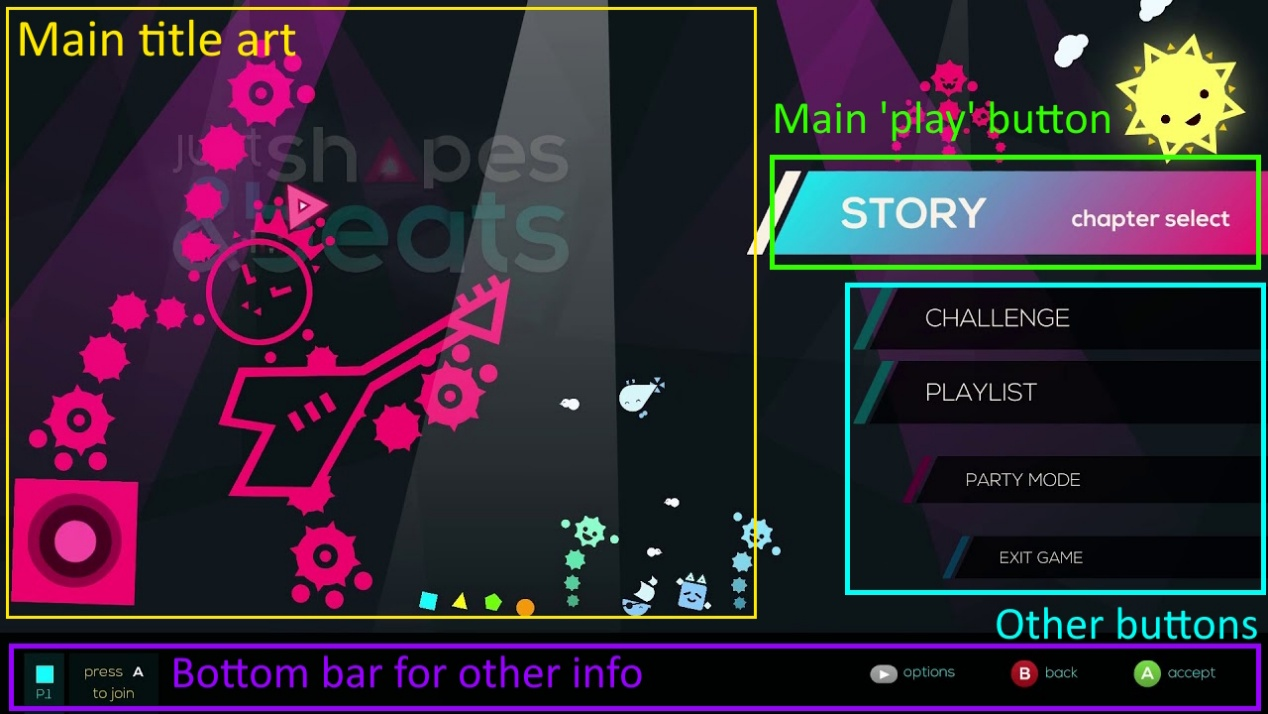 Main title art
just shapes
& beats
Main 'play' button
STORY chapter select
CHALLENGE
PLAYLIST
PARTY MODE
EXIT GAME
Other buttons
Bottom bar for other info
P.1
press A
to join
options
B back
A accept